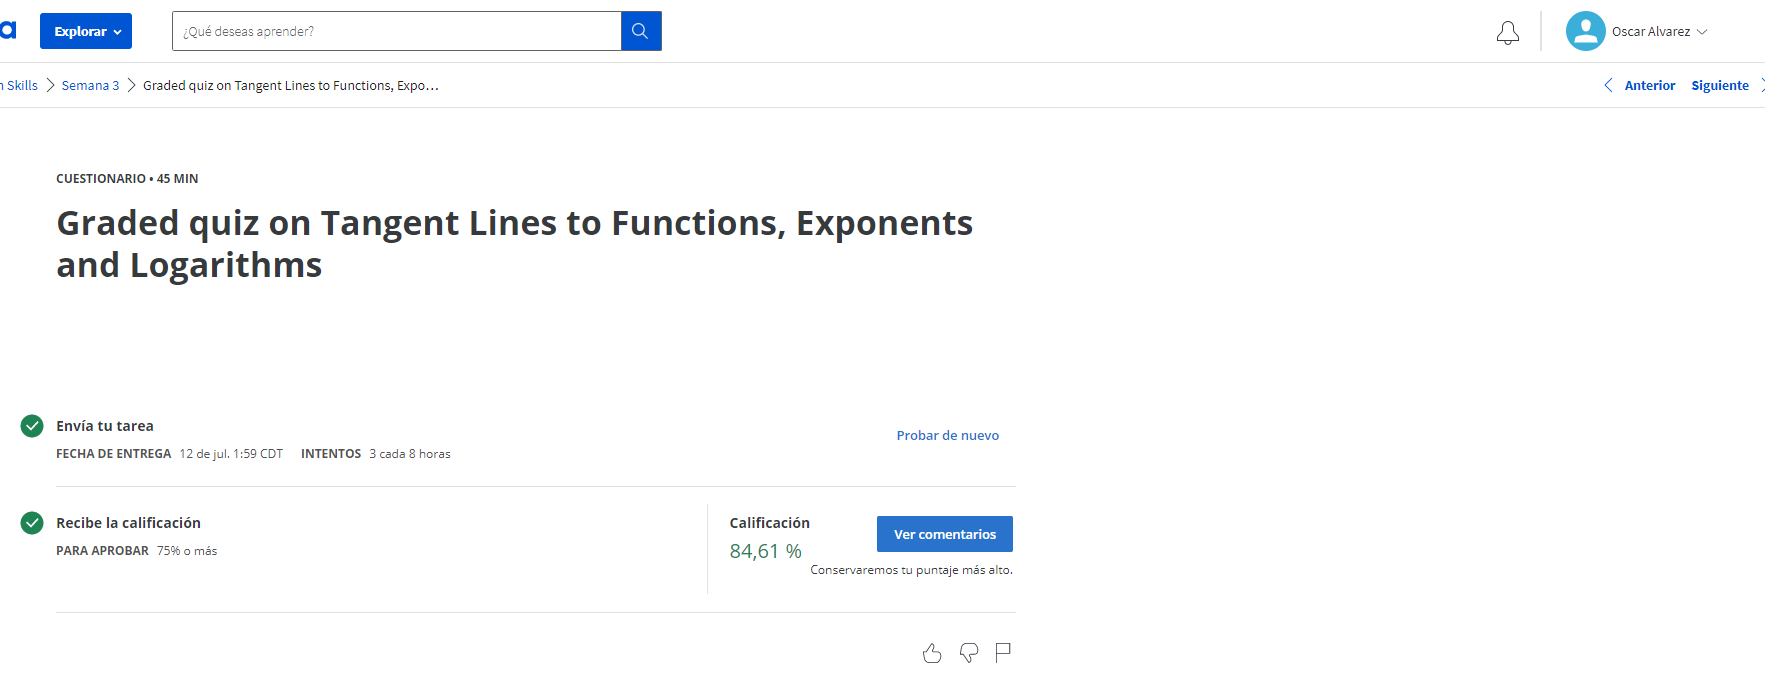 a
Explorar
¿Qué deseas aprender?
Oscar Alvarez
n Skills
Semana 3
Graded quiz on Tangent Lines to Functions, Expo...
Anterior
Siguiente
CUESTIONARIO • 45 MIN
Graded quiz on Tangent Lines to Functions, Exponents
and Logarithms
Envía tu tarea
FECHA DE ENTREGA 12 de jul. 1:59 CDT INTENTOS 3 cada 8 horas
Probar de nuevo
Recibe la calificación
PARA APROBAR 75% o más
Calificación
84,61 %
Ver comentarios
Conservaremos tu puntaje más alto.